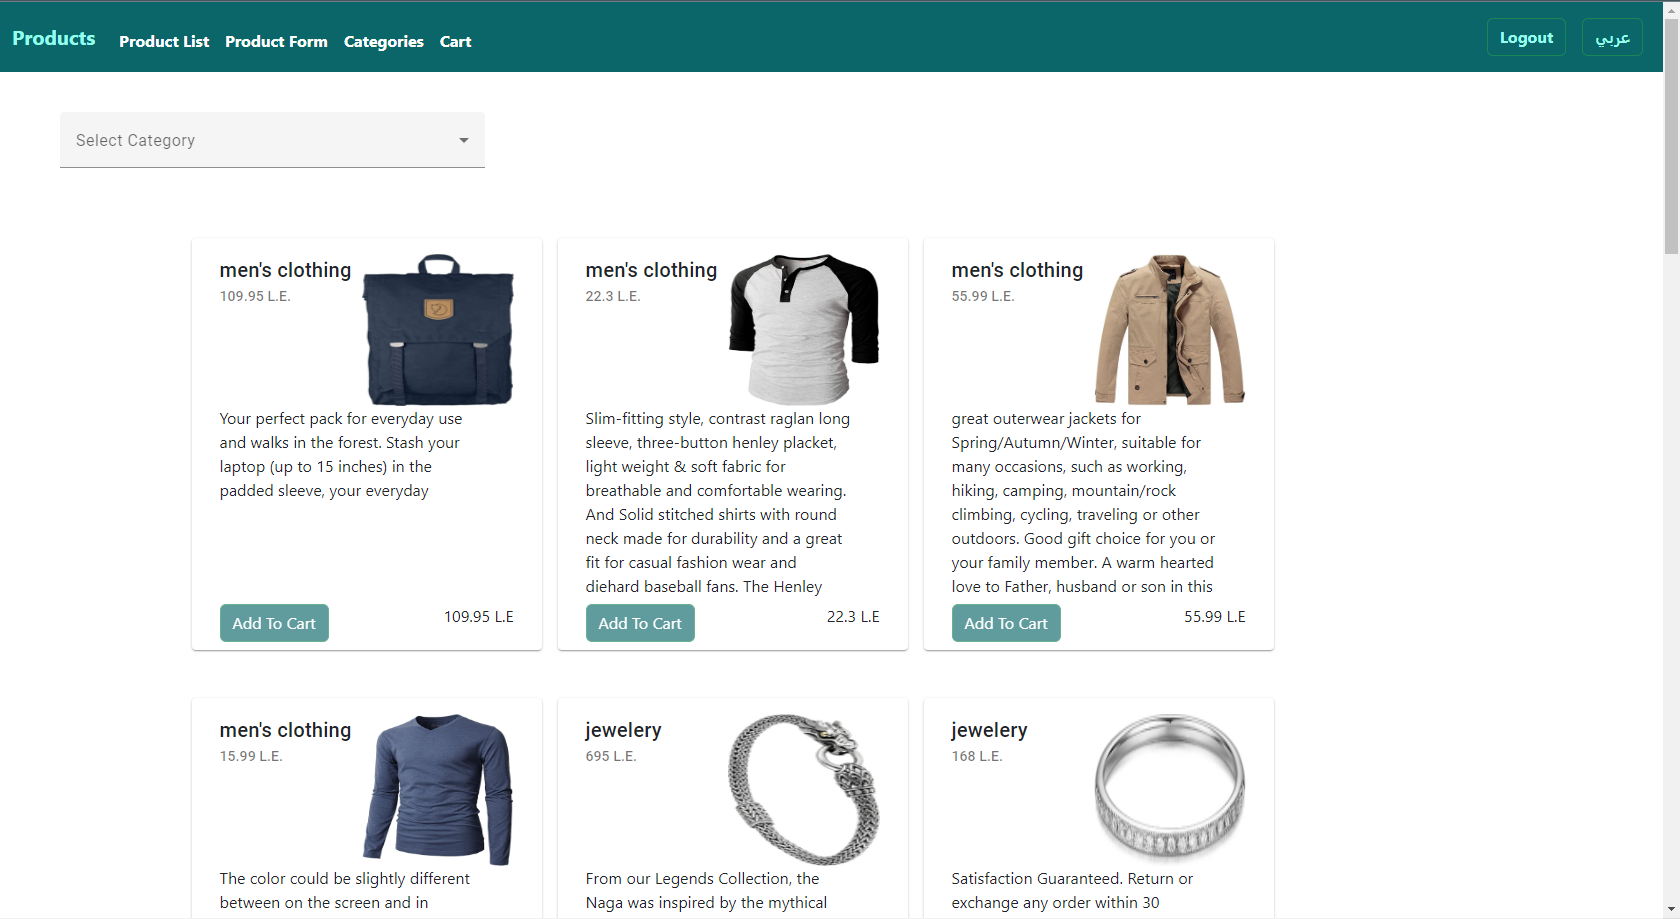 Products
Product List
Product Form
Categories
Cart
Logout
عربي
Select Category
men's clothing
109.95 L.E.
Your perfect pack for everyday use
and walks in the forest. Stash your
laptop (up to 15 inches) in the
padded sleeve, your everyday
Add To Cart
109.95 L.E
men's clothing
22.3 L.E.
Slim-fitting style, contrast raglan long
sleeve, three-button henley placket,
light weight & soft fabric for
breathable and comfortable wearing.
And Solid stitched shirts with round
neck made for durability and a great
fit for casual fashion wear and
diehard baseball fans. The Henley
Add To Cart
22.3 L.E
men's clothing
55.99 L.E.
great outerwear jackets for
Spring/Autumn/Winter, suitable for
many occasions, such as working,
hiking, camping, mountain/rock
climbing, cycling, traveling or other
outdoors. Good gift choice for you or
your family member. A warm hearted
love to Father, husband or son in this
Add To Cart
55.99 L.E
men's clothing
15.99 L.E.
The color could be slightly different
between on the screen and in
jewelery
695 L.E.
From our Legends Collection, the
Naga was inspired by the mythical
jewelery
168 L.E.
Satisfaction Guaranteed. Return or
exchange any order within 30